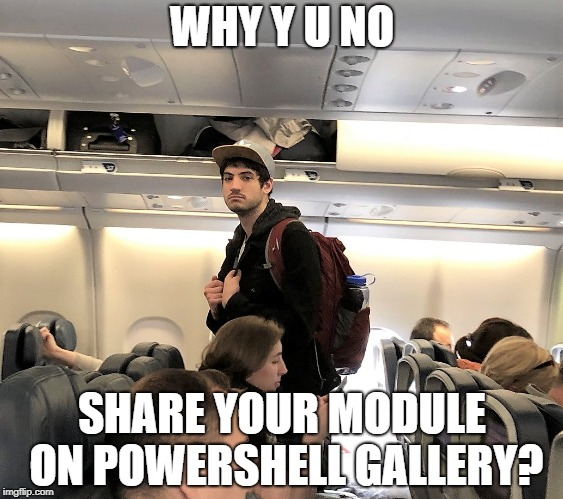 WHY Y U NO
SHARE YOUR MODULE
ON POWERSHELL GALLERY?
imgflip.com